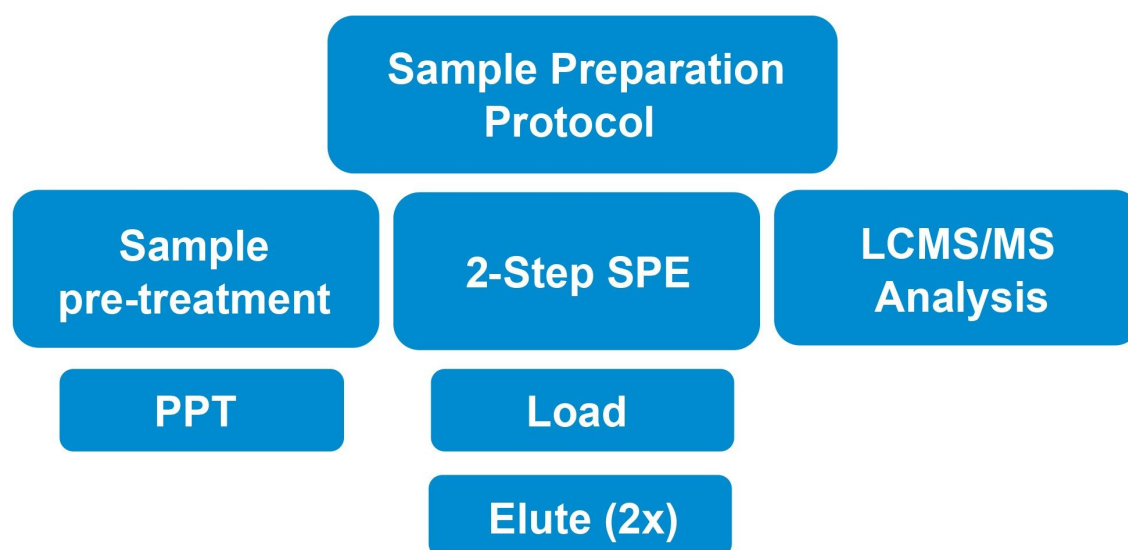 Sample Preparation
Protocol
Sample
pre-treatment
2-Step SPE
LCMS/MS
Analysis
PPT
Load
Elute (2x)